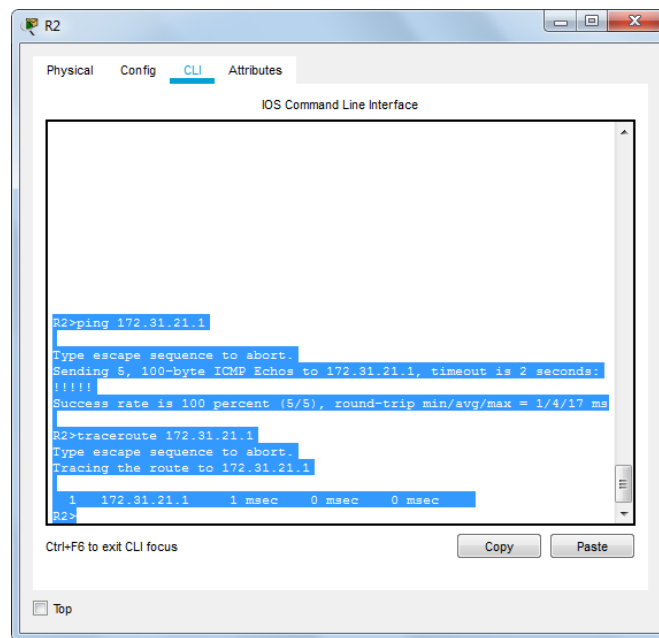 R2
Physical Config CLI Attributes
IOS Command Line Interface
R2>ping 172.31.21.1
Type escape sequence to abort.
Sending 5, 100-byte ICMP Echos to 172.31.21.1, timeout is 2 seconds:
!!!!!
Success rate is 100 percent (5/5), round-trip min/avg/max = 1/4/17 ms
R2>traceroute 172.31.21.1
Type escape sequence to abort.
Tracing the route to 172.31.21.1
1 172.31.21.1 1 msec 0 msec 0 msec
R2>
Ctrl+F6 to exit CLI focus Copy Paste
Top